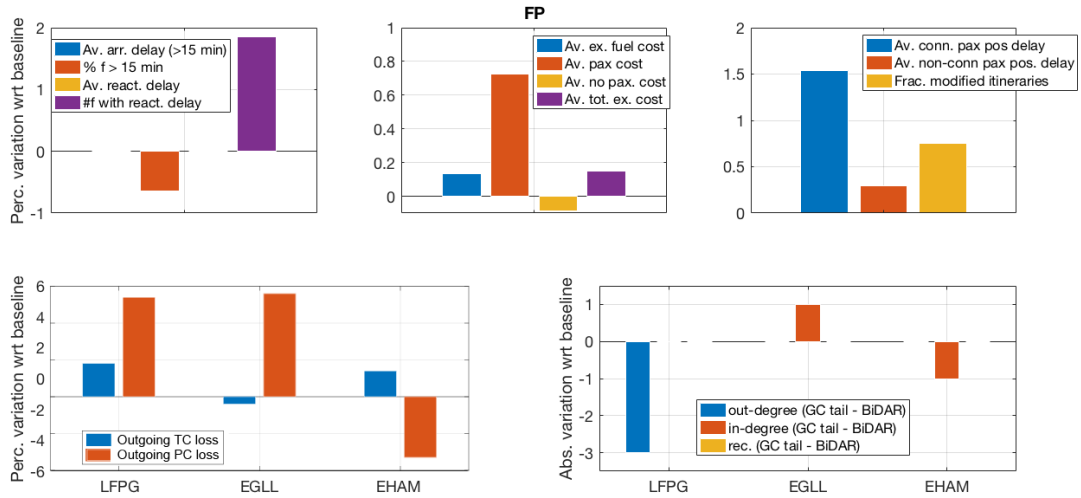 FP
Perc. variation wrt baseline
2
1
0
-1
Av. arr. delay (>15 min)
% f > 15 min
Av. react. delay
#f with react. delay
1
0.8
0.6
0.4
0.2
0
Av. ex. fuel cost
Av. pax cost
Av. no pax. cost
Av. tot. ex. cost
2
1.5
1
0.5
0
Av. conn. pax pos delay
Av. non-conn pax pos. delay
Frac. modified itineraries
Perc. variation wrt baseline
6
4
2
0
-2
-4
-6
Outgoing TC loss
Outgoing PC loss
LFPG
EGLL
EHAM
Abs. variation wrt baseline
1
0
-1
-2
-3
out-degree (GC tail - BiDAR)
in-degree (GC tail - BiDAR)
rec. (GC tail - BiDAR)
LFPG
EGLL
EHAM